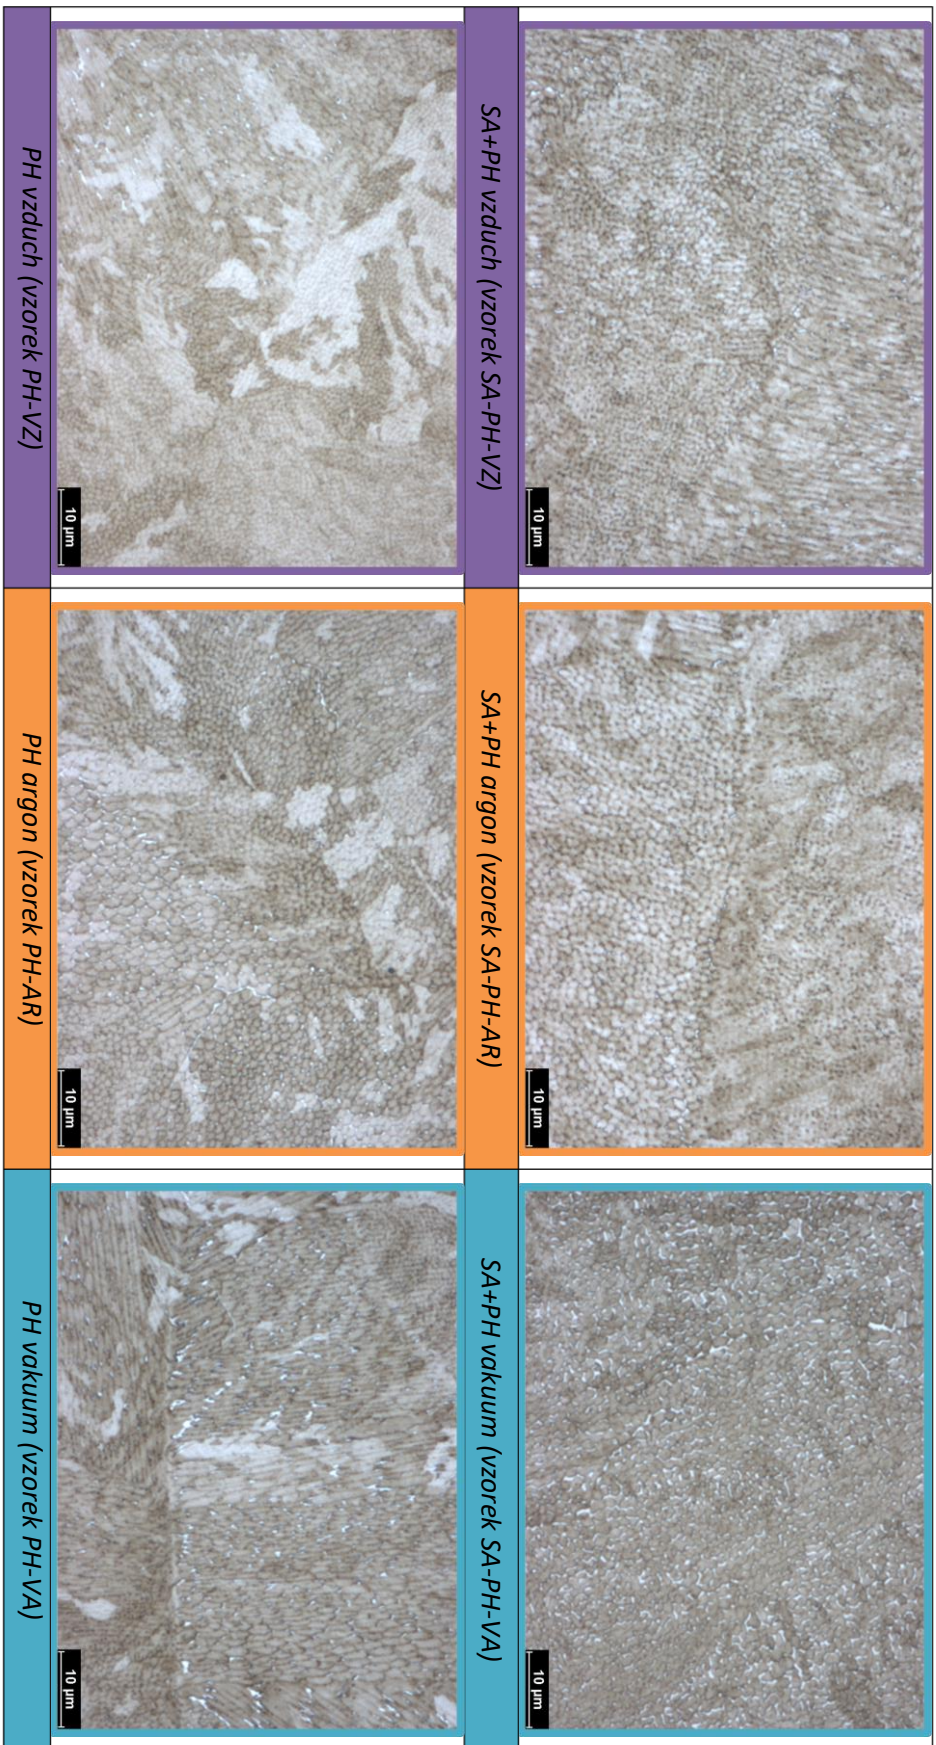 10 µm
10 µm
10 µm
SA+PH vzduch (vzorek SA-PH-VZ)
SA+PH argon (vzorek SA-PH-AR)
SA+PH vakuum (vzorek SA-PH-VA)
10 µm
10 µm
10 µm
PH vzduch (vzorek PH-VZ)
PH argon (vzorek PH-AR)
PH vakuum (vzorek PH-VA)